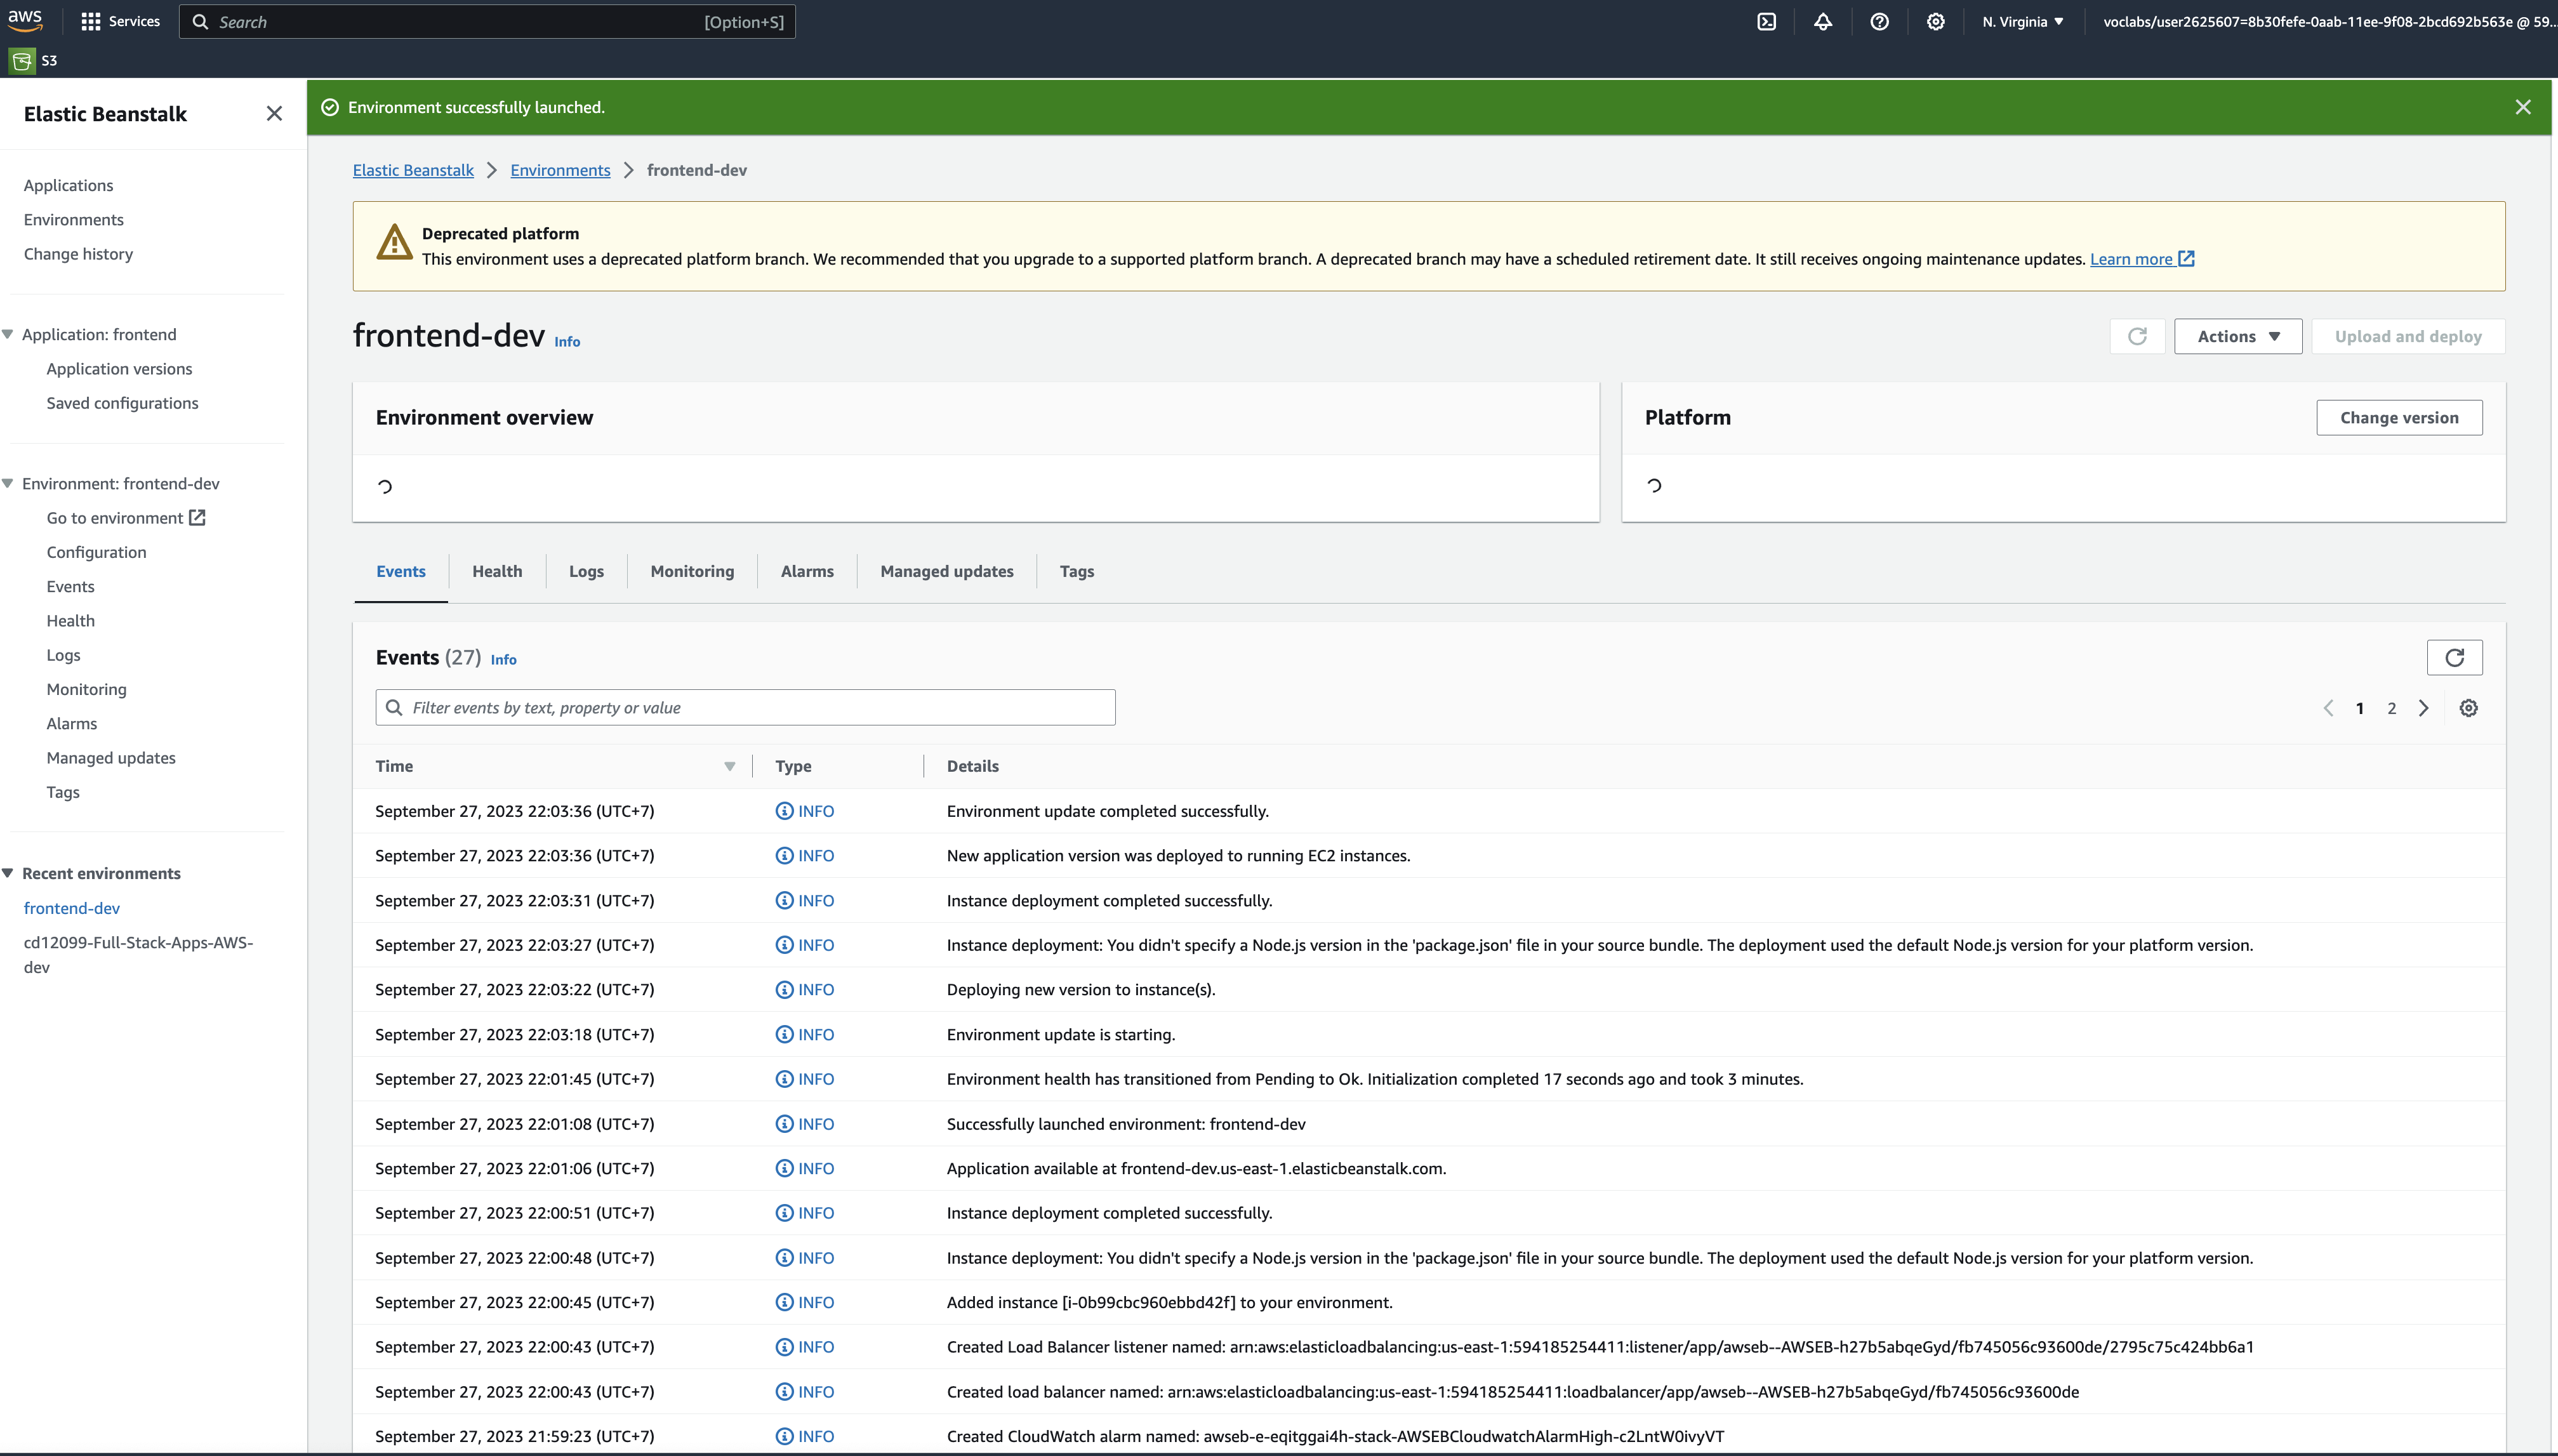 aws
Services
Search
[Option+S]
N. Virginia
voclabs/user2625607=8b30fefe-0aab-11ee-9f08-2bcd692b563e @ 59...
S3
Elastic Beanstalk
Applications
Environments
Change history
Application: frontend
Application versions
Saved configurations
Environment: frontend-dev
Go to environment
Configuration
Events
Health
Logs
Monitoring
Alarms
Managed updates
Tags
Recent environments
frontend-dev
cd12099-Full-Stack-Apps-AWS-
dev
Environment successfully launched.
Elastic Beanstalk
Environments
frontend-dev
Deprecated platform
This environment uses a deprecated platform branch. We recommended that you upgrade to a supported platform branch. A deprecated branch may have a scheduled retirement date. It still receives ongoing maintenance updates. Learn more
frontend-dev Info
Actions
Upload and deploy
Environment overview
Platform
Change version
Events
Health
Logs
Monitoring
Alarms
Managed updates
Tags
Events (27) Info
Filter events by text, property or value
1
2
Time Type Details
September 27, 2023 22:03:36 (UTC+7) INFO Environment update completed successfully.
September 27, 2023 22:03:36 (UTC+7) INFO New application version was deployed to running EC2 instances.
September 27, 2023 22:03:31 (UTC+7) INFO Instance deployment completed successfully.
September 27, 2023 22:03:27 (UTC+7) INFO Instance deployment: You didn't specify a Node.js version in the 'package.json' file in your source bundle. The deployment used the default Node.js version for your platform version.
September 27, 2023 22:03:22 (UTC+7) INFO Deploying new version to instance(s).
September 27, 2023 22:03:18 (UTC+7) INFO Environment update is starting.
September 27, 2023 22:01:45 (UTC+7) INFO Environment health has transitioned from Pending to Ok. Initialization completed 17 seconds ago and took 3 minutes.
September 27, 2023 22:01:08 (UTC+7) INFO Successfully launched environment: frontend-dev
September 27, 2023 22:01:06 (UTC+7) INFO Application available at frontend-dev.us-east-1.elasticbeanstalk.com.
September 27, 2023 22:00:51 (UTC+7) INFO Instance deployment completed successfully.
September 27, 2023 22:00:48 (UTC+7) INFO Instance deployment: You didn't specify a Node.js version in the 'package.json' file in your source bundle. The deployment used the default Node.js version for your platform version.
September 27, 2023 22:00:45 (UTC+7) INFO Added instance [i-0b99cbc960ebbd42f] to your environment.
September 27, 2023 22:00:43 (UTC+7) INFO Created Load Balancer listener named: arn:aws:elasticloadbalancing:us-east-1:594185254411:listener/app/awseb--AWSEB-h27b5abqeGyd/fb745056c93600de/2795c75c424bb6a1
September 27, 2023 22:00:43 (UTC+7) INFO Created load balancer named: arn:aws:elasticloadbalancing:us-east-1:594185254411:loadbalancer/app/awseb--AWSEB-h27b5abqeGyd/fb745056c93600de
September 27, 2023 21:59:23 (UTC+7) INFO Created CloudWatch alarm named: awseb-e-eqitggai4h-stack-AWSEBCloudwatchAlarmHigh-c2LntW0ivyVT